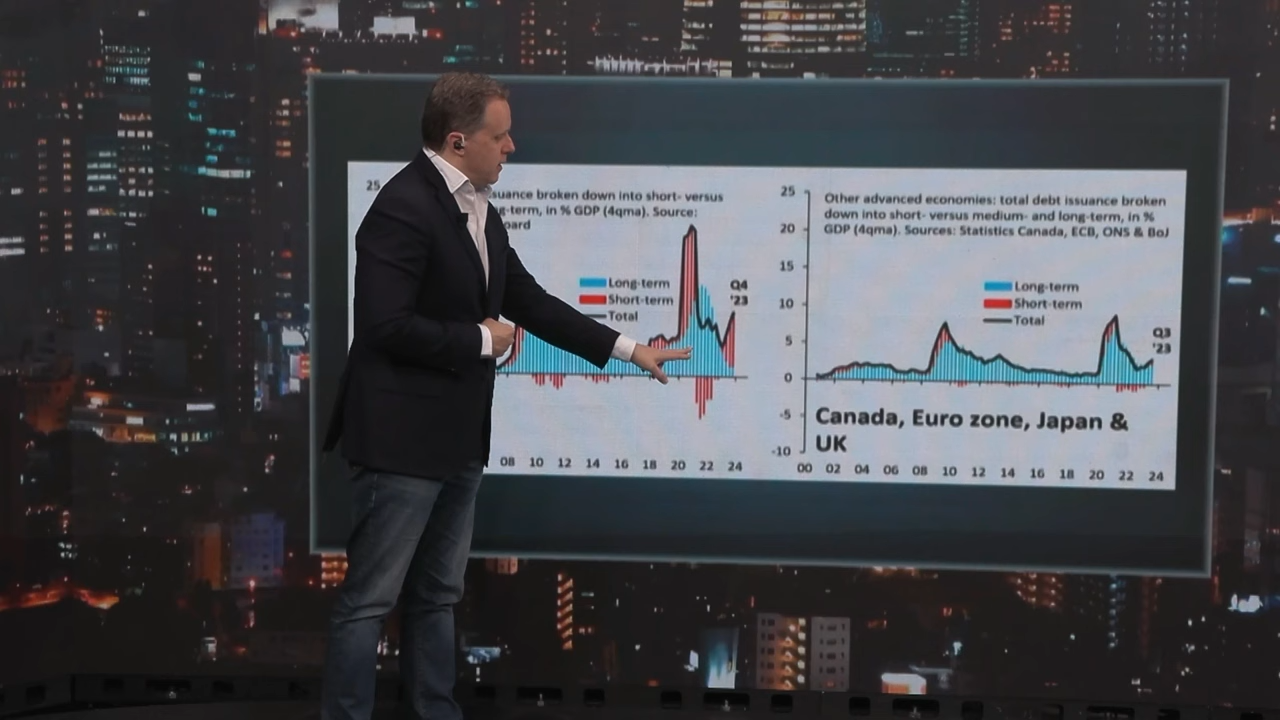 25
suance broken down into short- versus
g-term, in % GDP (4qma). Source:
oard
Long-term
Short-term
Total
Q4
'23
08 10 12 14 16 18 20 22 24
25
20
15
10
5
0
-5
-10
Other advanced economies: total debt issuance broken
down into short- versus medium- and long-term, in %
GDP (4qma). Sources: Statistics Canada, ECB, ONS & BoJ
Long-term
Short-term
Total
Q3
'23
Canada, Euro zone, Japan &
UK
00 02 04 06 08 10 12 14 16 18 20 22 24